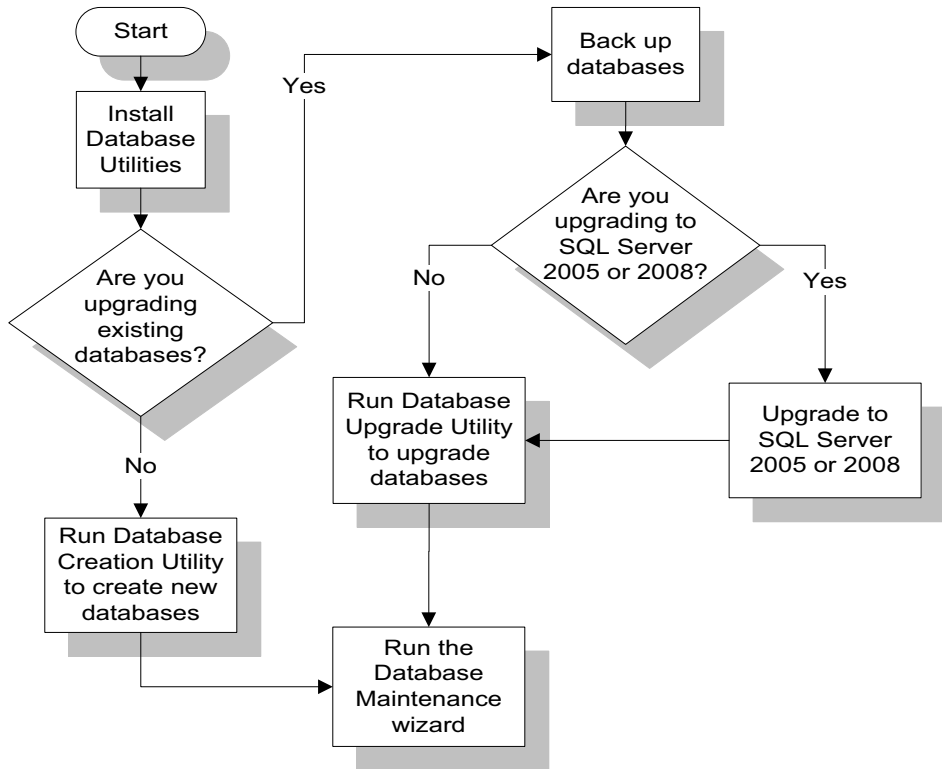 Start
Install
Database
Utilities
Are you
upgrading
existing
databases?
Yes
No
Back up
databases
Are you
upgrading to
SQL Server
2005 or 2008?
No
Yes
Run Database
Upgrade Utility
to upgrade
databases
Upgrade to
SQL Server
2005 or 2008
Run Database
Creation Utility
to create new
databases
Run the
Database
Maintenance
wizard